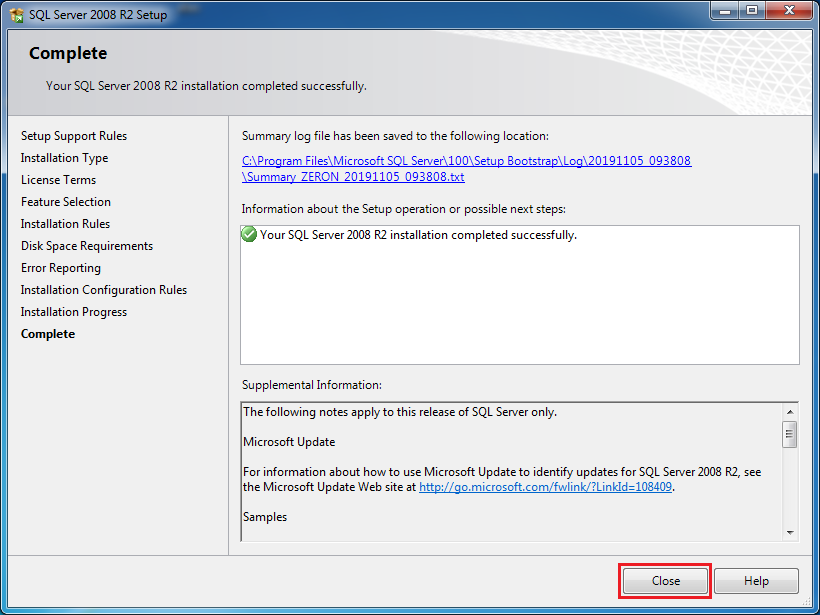 SQL Server 2008 R2 Setup
Complete
Your SQL Server 2008 R2 installation completed successfully.
Setup Support Rules
Installation Type
License Terms
Feature Selection
Installation Rules
Disk Space Requirements
Error Reporting
Installation Configuration Rules
Installation Progress
Complete
Summary log file has been saved to the following location:
C:\Program Files\Microsoft SQL Server\100\Setup Bootstrap\Log\20191105_093808
\Summary_ZERON_20191105_093808.txt
Information about the Setup operation or possible next steps:
Your SQL Server 2008 R2 installation completed successfully.
Supplemental Information:
The following notes apply to this release of SQL Server only.
Microsoft Update
For information about how to use Microsoft Update to identify updates for SQL Server 2008 R2, see
the Microsoft Update Web site at http://go.microsoft.com/fwlink/?LinkId=108409.
Samples
Close
Help